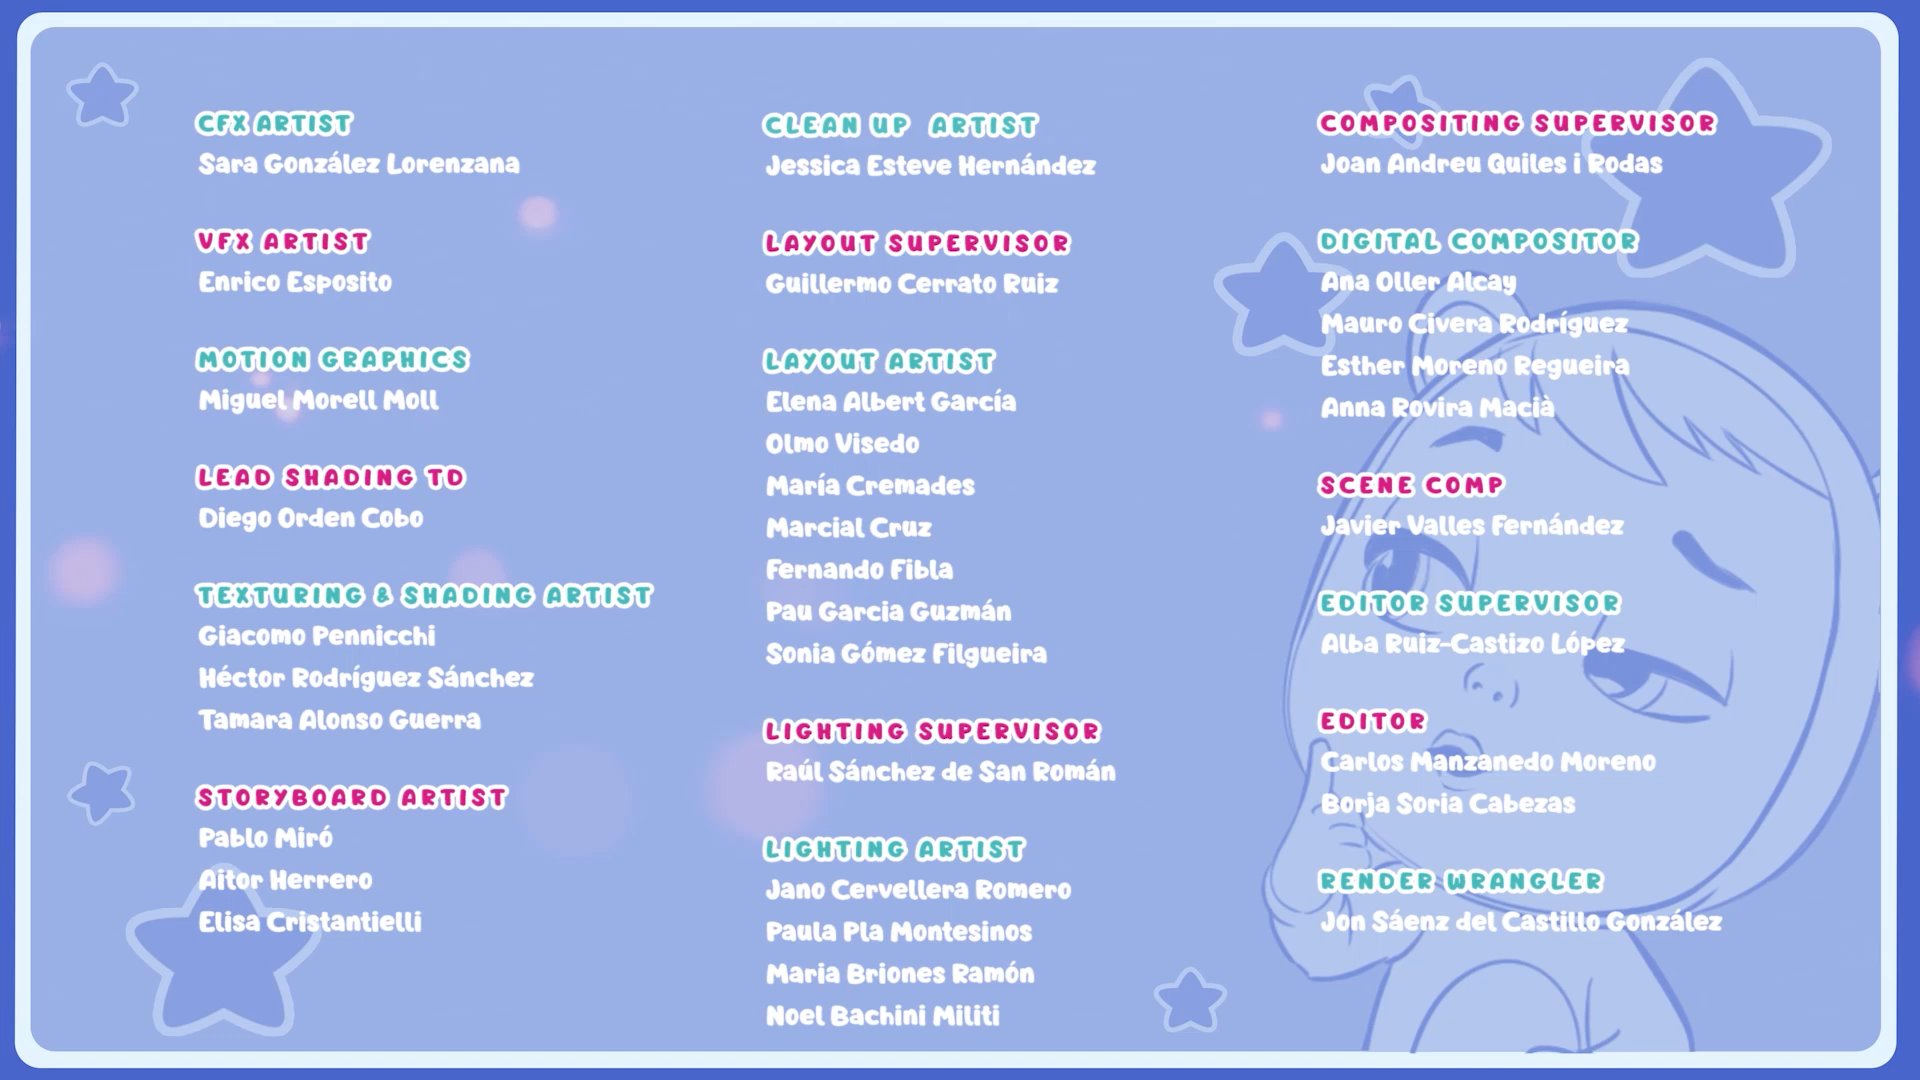 CFX ARTIST
Sara González Lorenzana
VFX ARTIST
Enrico Esposito
MOTION GRAPHICS
Miguel Morell Moll
LEAD SHADING TD
Diego Orden Cobo
TEXTURING & SHADING ARTIST
Giacomo Pennicchi
Héctor Rodríguez Sánchez
Tamara Alonso Guerra
STORYBOARD ARTIST
Pablo Miró
Aitor Herrero
Elisa Cristantielli
CLEAN UP ARTIST
Jessica Esteve Hernández
LAYOUT SUPERVISOR
Guillermo Cerrato Ruiz
LAYOUT ARTIST
Elena Albert García
Olmo Visedo
María Cremades
Marcial Cruz
Fernando Fibla
Pau Garcia Guzmán
Sonia Gómez Filgueira
LIGHTING SUPERVISOR
Raúl Sánchez de San Román
LIGHTING ARTIST
Jano Cervellera Romero
Paula Pla Montesinos
Maria Briones Ramón
Noel Bachini Militi
COMPOSITING SUPERVISOR
Joan Andreu Quiles i Rodas
DIGITAL COMPOSITOR
Ana Oller Alcay
Mauro Civera Rodríguez
Esther Moreno Regueira
Anna Rovira Macià
SCENE COMP
Javier Valles Fernández
EDITOR SUPERVISOR
Alba Ruiz-Castizo López
EDITOR
Carlos Manzanedo Moreno
Borja Soria Cabezas
RENDER WRANGLER
Jon Sáenz del Castillo González